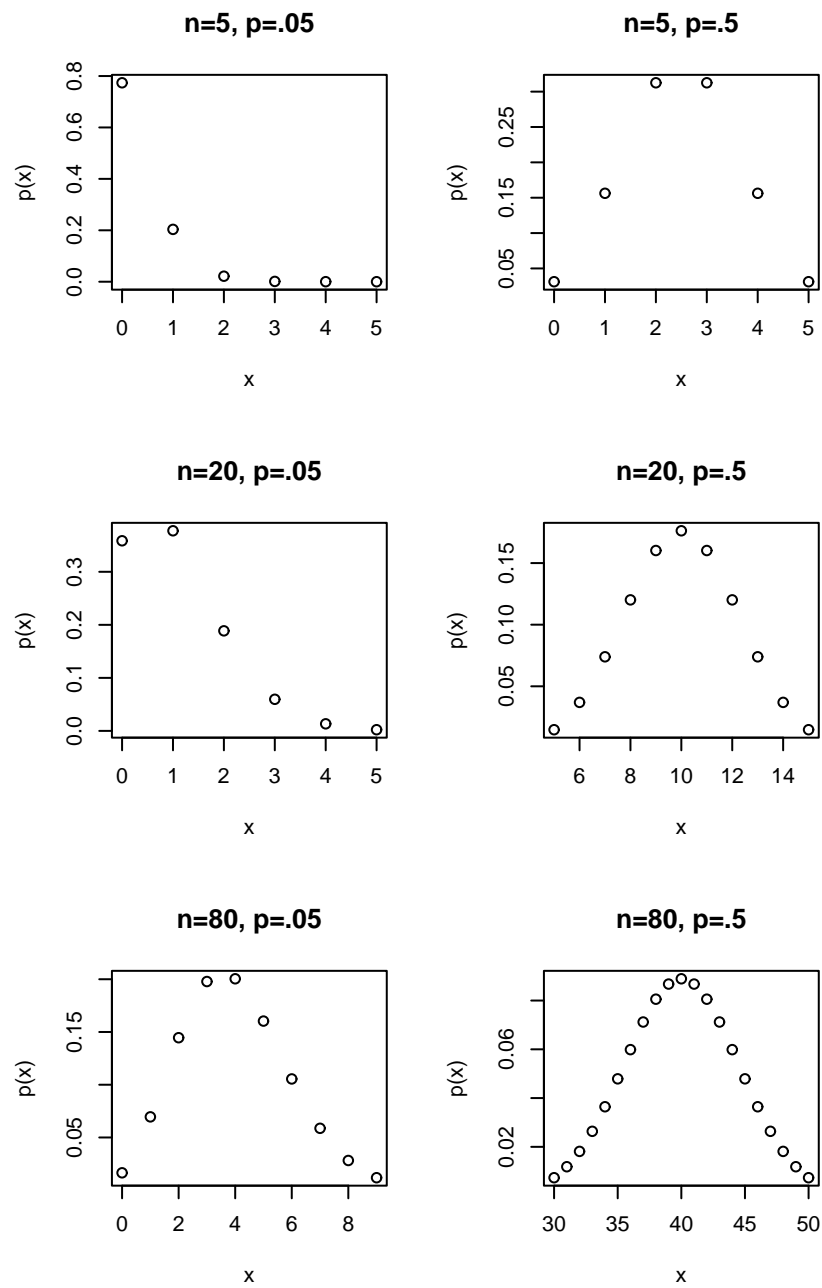 n=5, p=.05
0.8
0.6
0.4
0.2
0.0
p(x)
0 1 2 3 4 5
x
n=5, p=.5
0.25
0.15
0.05
p(x)
0 1 2 3 4 5
x
n=20, p=.05
0.3
0.2
0.1
0.0
p(x)
0 1 2 3 4 5
x
n=20, p=.5
0.15
0.10
0.05
p(x)
6 8 10 12 14
x
n=80, p=.05
0.15
0.05
p(x)
0 2 4 6 8
x
n=80, p=.5
0.06
0.02
p(x)
30 35 40 45 50
x